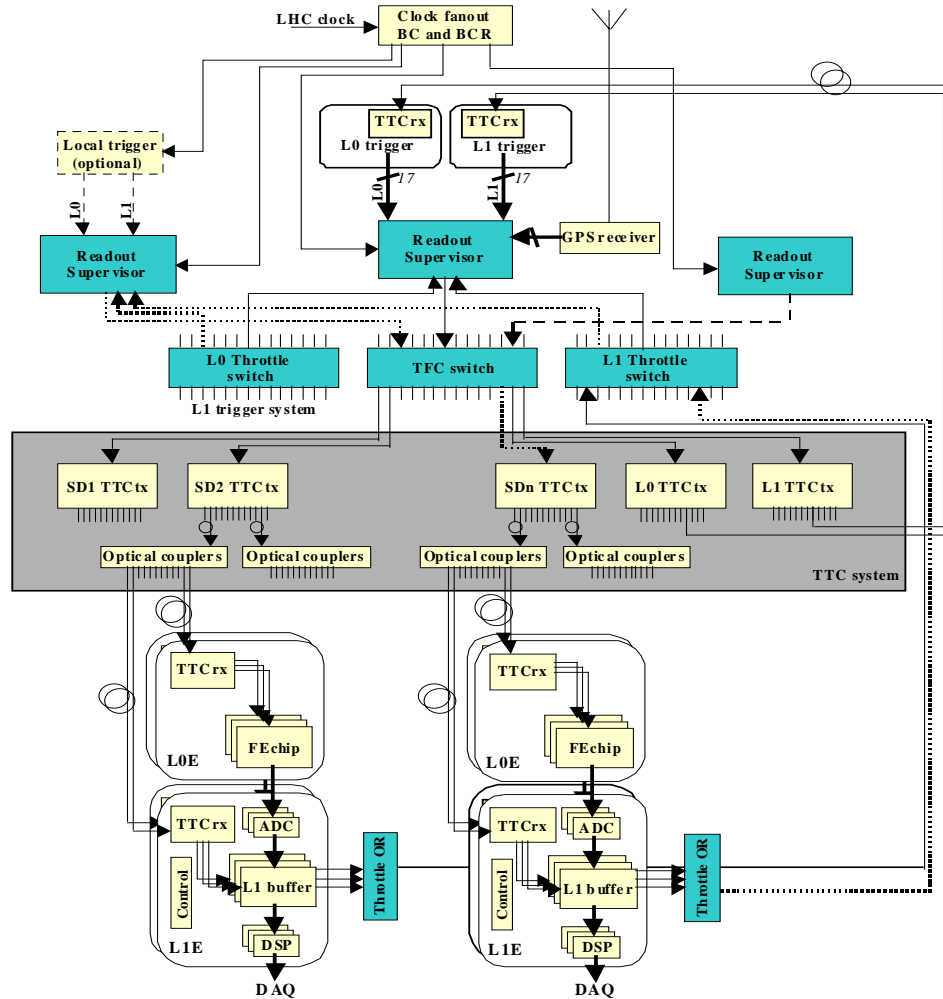 LHC clock
Clock fanout
BC and BCR
TTCrx
L0 trigger
TTCrx
L1 trigger
Local trigger
(optional)
L0
L1
L0
17
L1
17
Readout
Supervisor
Readout
Supervisor
GPS receiver
Readout
Supervisor
L0 Throttle
switch
TFC switch
L1 Throttle
switch
L1 trigger system
SD1 TTCtx
SD2 TTCtx
SDn TTCtx
L0 TTCtx
L1 TTCtx
Optical couplers
Optical couplers
Optical couplers
Optical couplers
TTC system
TTCrx
FEchip
L0E
TTCrx
FEchip
L0E
TTCrx
ADC
Control
L1 buffer
DSP
L1E
Throttle OR
TTCrx
ADC
Control
L1 buffer
DSP
L1E
Throttle OR
DAQ
DAQ